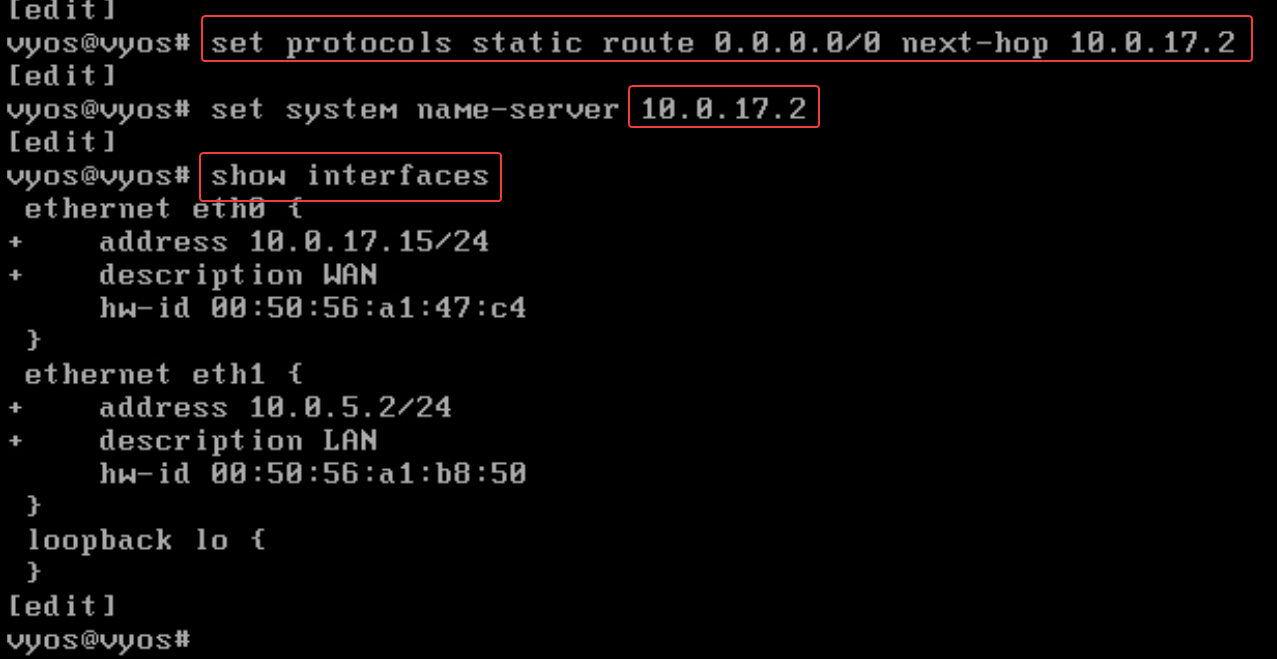 [edit]
vyos@vyos# set protocols static route 0.0.0.0/0 next-hop 10.0.17.2
[edit]
vyos@vyos# set system name-server 10.0.17.2
[edit]
vyos@vyos# show interfaces
 ethernet eth0 {
+    address 10.0.17.15/24
+    description WAN
     hw-id 00:50:56:a1:47:c4
 }
 ethernet eth1 {
+    address 10.0.5.2/24
+    description LAN
     hw-id 00:50:56:a1:b8:50
 }
 loopback lo {
 }
[edit]
vyos@vyos#